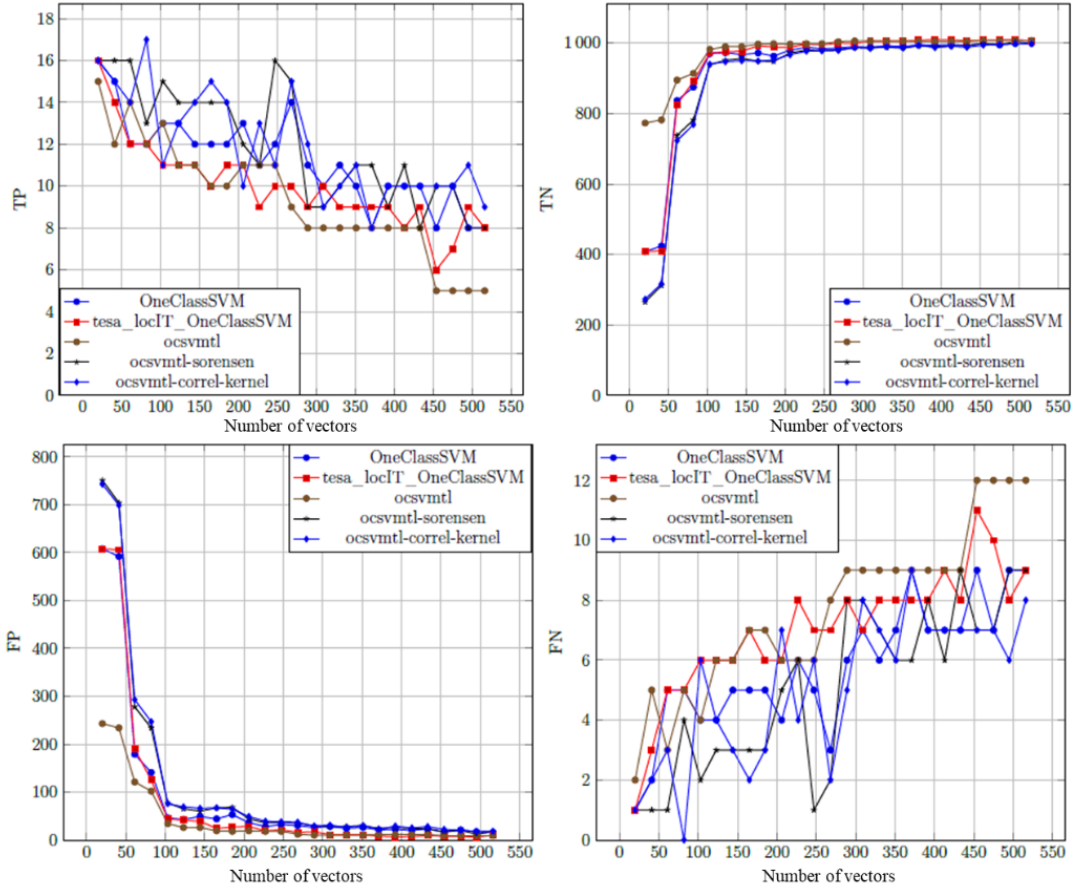 18
16
14
12
10
8
6
4
2
0
TP
OneClassSVM
tesa_locIT_OneClassSVM
ocsvmtl
ocsvmtl-sorensen
ocsvmtl-correl-kernel
0 50 100 150 200 250 300 350 400 450 500 550
Number of vectors
1 000
800
600
400
200
0
TN
OneClassSVM
tesa_locIT_OneClassSVM
ocsvmtl
ocsvmtl-sorensen
ocsvmtl-correl-kernel
0 50 100 150 200 250 300 350 400 450 500 550
Number of vectors
800
700
600
500
400
300
200
100
0
FP
OneClassSVM
tesa_locIT_OneClassSVM
ocsvmtl
ocsvmtl-sorensen
ocsvmtl-correl-kernel
0 50 100 150 200 250 300 350 400 450 500 550
Number of vectors
12
10
8
6
4
2
0
FN
OneClassSVM
tesa_locIT_OneClassSVM
ocsvmtl
ocsvmtl-sorensen
ocsvmtl-correl-kernel
0 50 100 150 200 250 300 350 400 450 500 550
Number of vectors